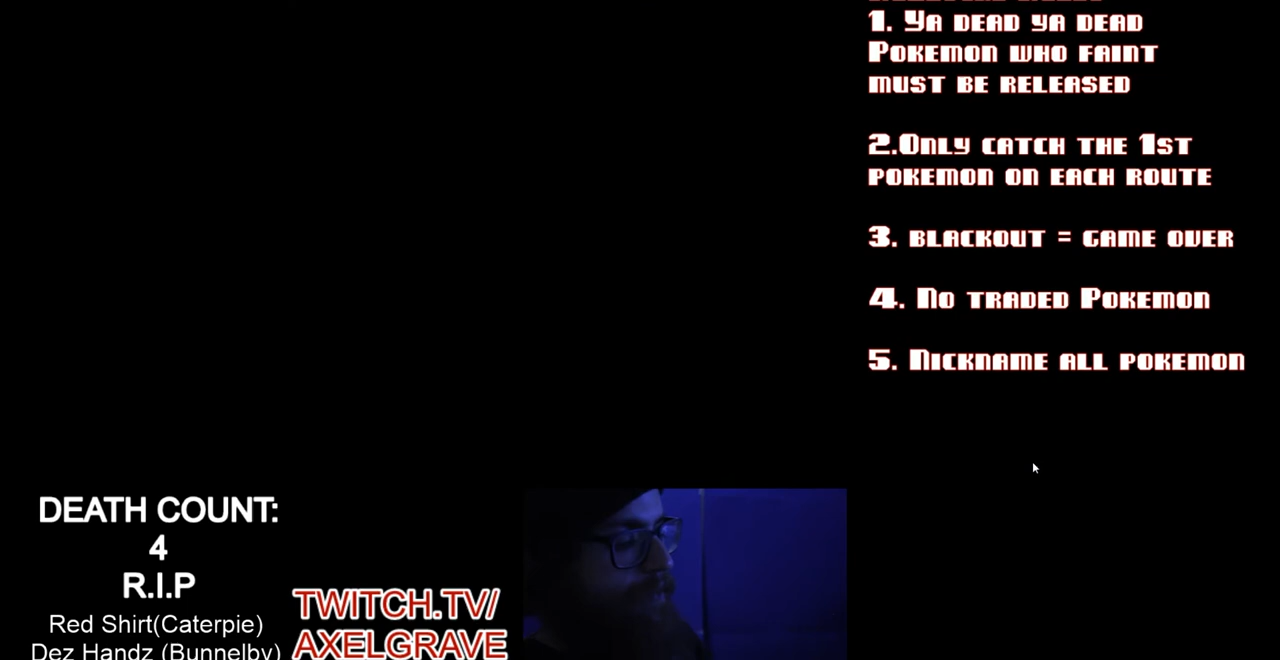 1. Ya dead ya dead
Pokemon who faint
must be released
2.Only catch the 1st
pokemon on each route
3. blackout = game over
4. No traded Pokemon
5. Nickname all pokemon
DEATH COUNT:
4
R.I.P
Red Shirt(Caterpie)
Dez Handz (Bunnelby)
TWITCH.TV/
AXELGRAVE